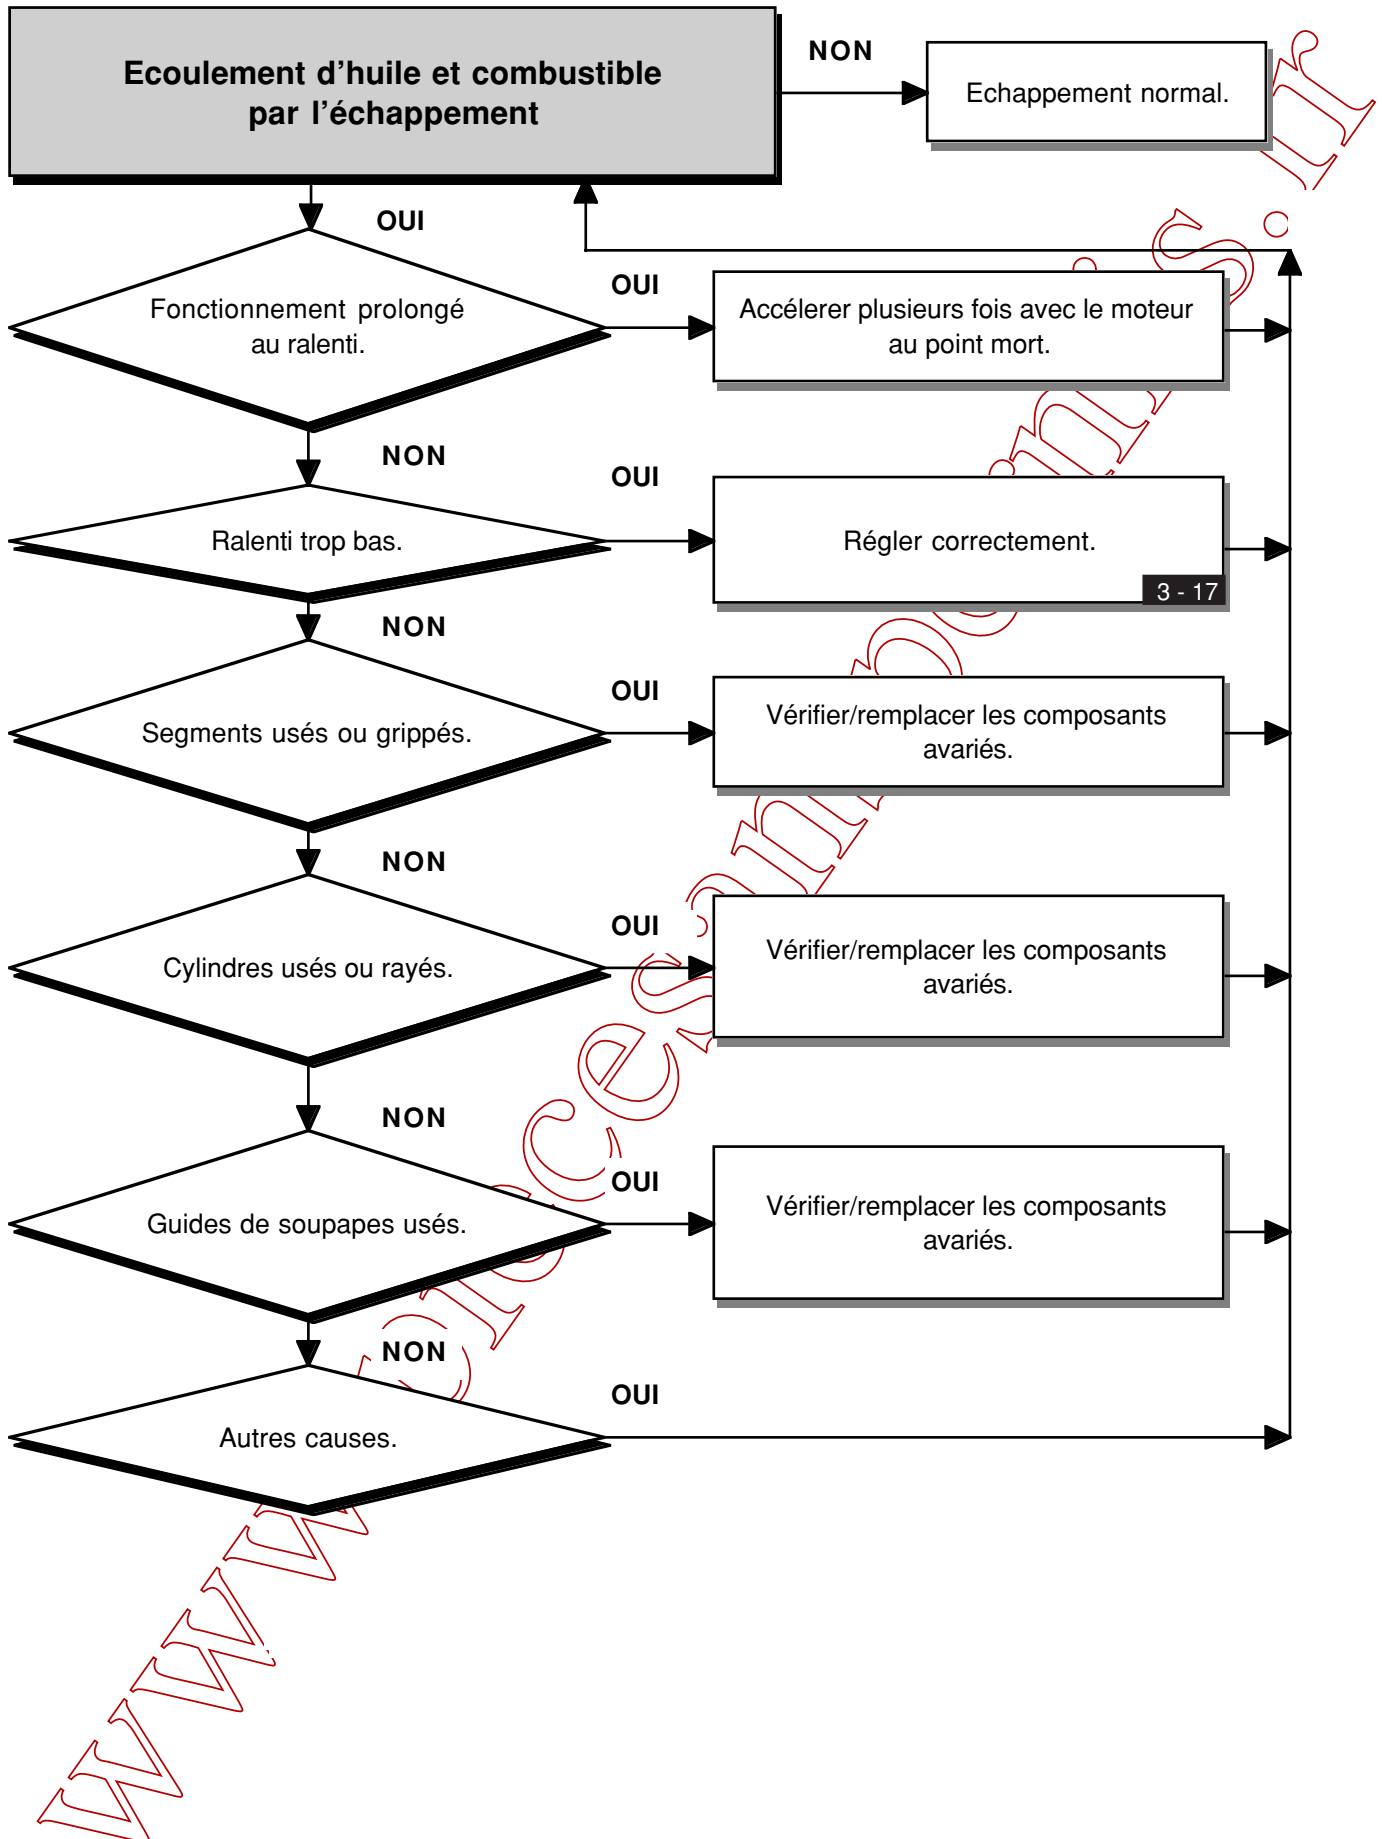 Ecoulement d'huile et combustible
par l'échappement
NON
Echappement normal.
OUI
Fonctionnement prolongé
au ralenti.
OUI
Accélerer plusieurs fois avec le moteur
au point mort.
NON
Ralenti trop bas.
OUI
Régler correctement.
3 - 17
NON
Segments usés ou grippés.
OUI
Vérifier/remplacer les composants
avariés.
NON
Cylindres usés ou rayés.
OUI
Vérifier/remplacer les composants
avariés.
NON
Guides de soupapes usés.
OUI
Vérifier/remplacer les composants
avariés.
NON
Autres causes.
OUI